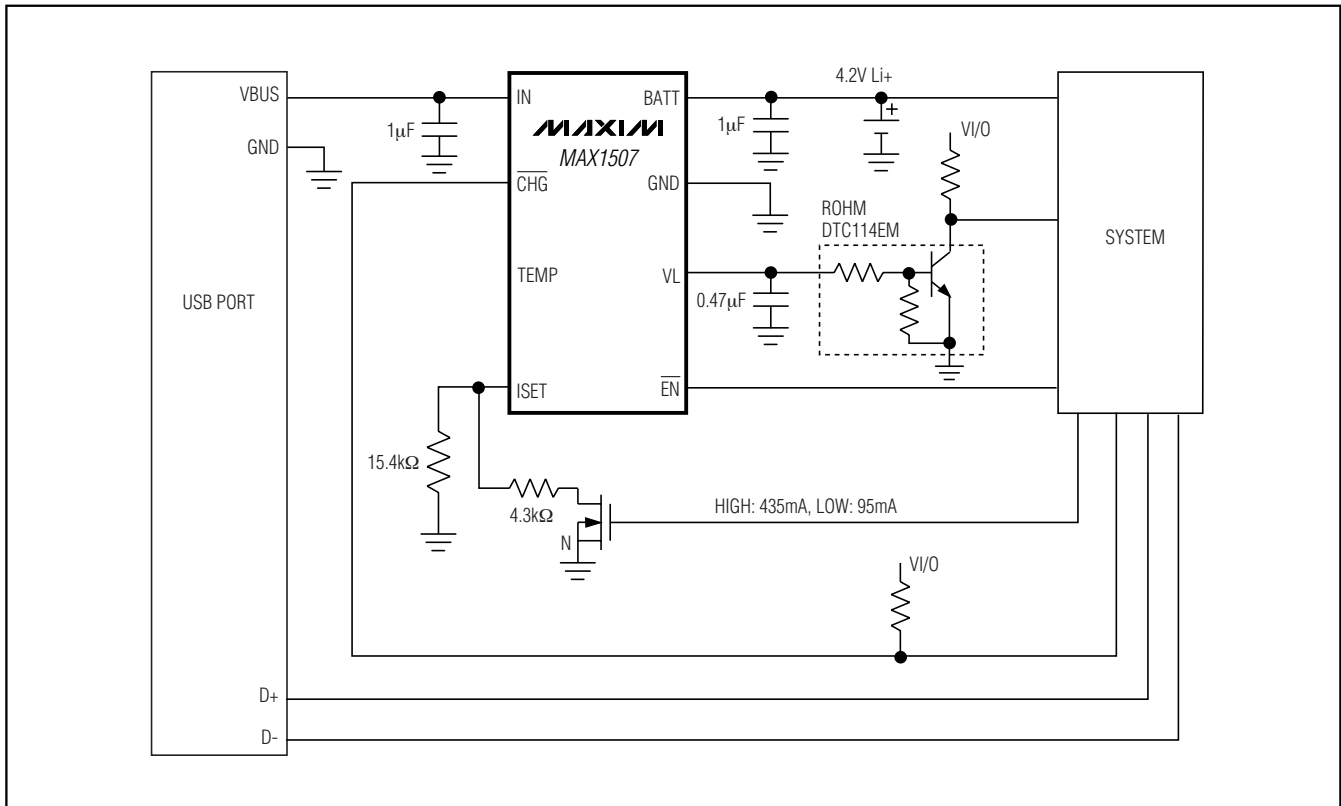 VBUS
GND
USB PORT
D+
D-
1μF
IN
BATT
MAXIM
MAX1507
CHG
GND
TEMP
VL
ISET
EN
1μF
4.2V Li+
+
VI/O
ROHM
DTC114EM
0.47μF
SYSTEM
15.4kΩ
4.3kΩ
N
HIGH: 435mA, LOW: 95mA
VI/O